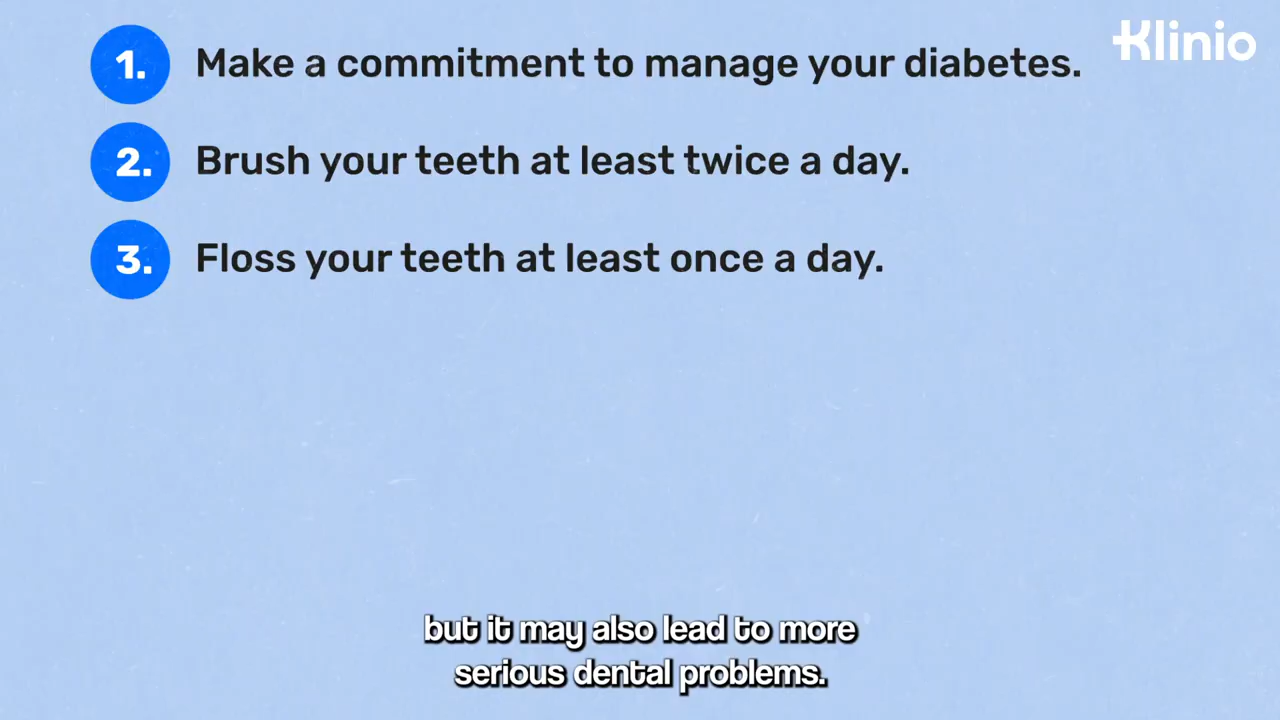 Klinio
1. Make a commitment to manage your diabetes.
2. Brush your teeth at least twice a day.
3. Floss your teeth at least once a day.
but it may also lead to more
serious dental problems.